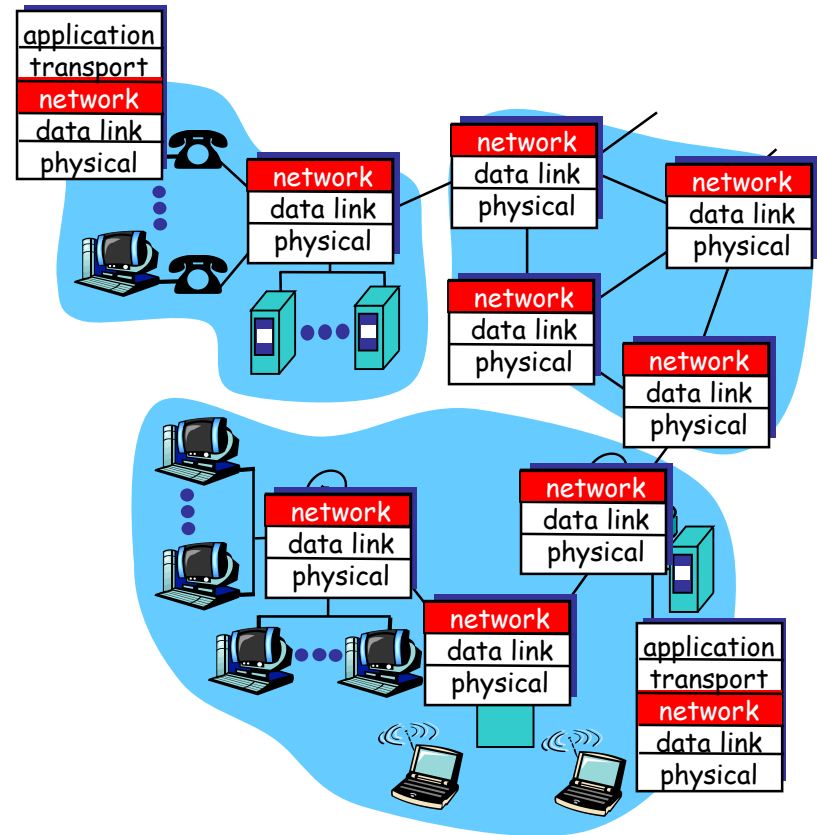 application
transport
network
data link
physical
network
data link
physical
network
data link
physical
network
data link
physical
network
data link
physical
network
data link
physical
network
data link
physical
network
data link
physical
network
data link
physical
application
transport
network
data link
physical